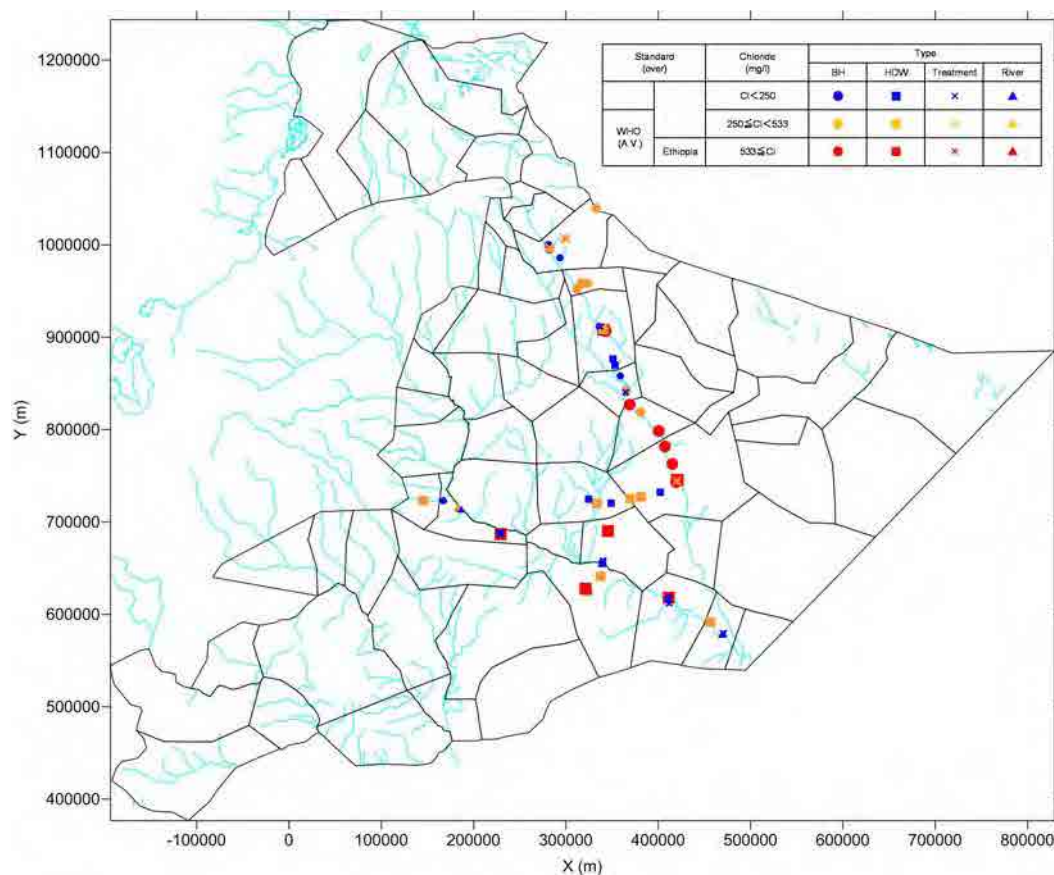 Standard (over) Chloride (mg/l) Type
BH HDW Treatment River
Cl<250
WHO (A.V.) 250≦Cl<533
Ethiopia 533≦Cl
1200000
1100000
1000000
900000
800000
700000
600000
500000
400000
Y (m)
-100000 0 100000 200000 300000 400000 500000 600000 700000 800000
X (m)